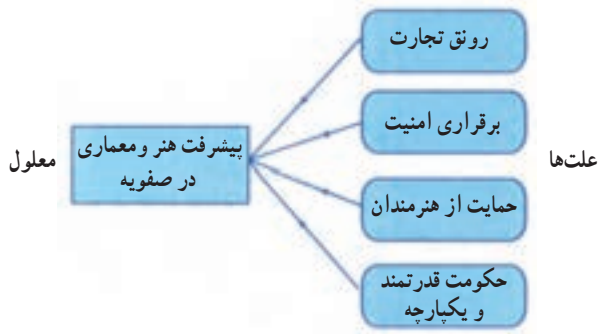 علت‌ها
رونق تجارت
برقراری امنیت
حمایت از هنرمندان
حکومت قدرتمند
و یکپارچه
پیشرفت هنر و معماری
در صفویه
معلول